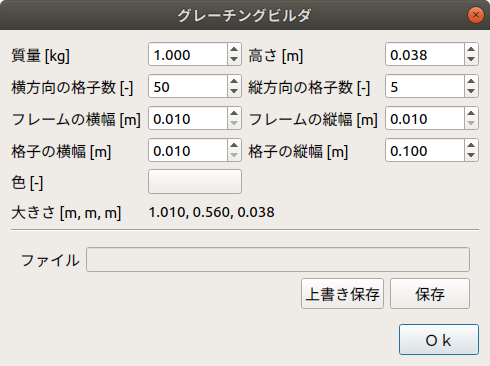 グレーチングビルダ
質量 [kg] 1.000 高さ [m] 0.038
横方向の格子数 [-] 50 縦方向の格子数 [-] 5
フレームの横幅 [m] 0.010 フレームの縦幅 [m] 0.010
格子の横幅 [m] 0.010 格子の縦幅 [m] 0.100
色 [-]
大きさ [m, m, m] 1.010, 0.560, 0.038
ファイル
上書き保存 保存
Ｏｋ